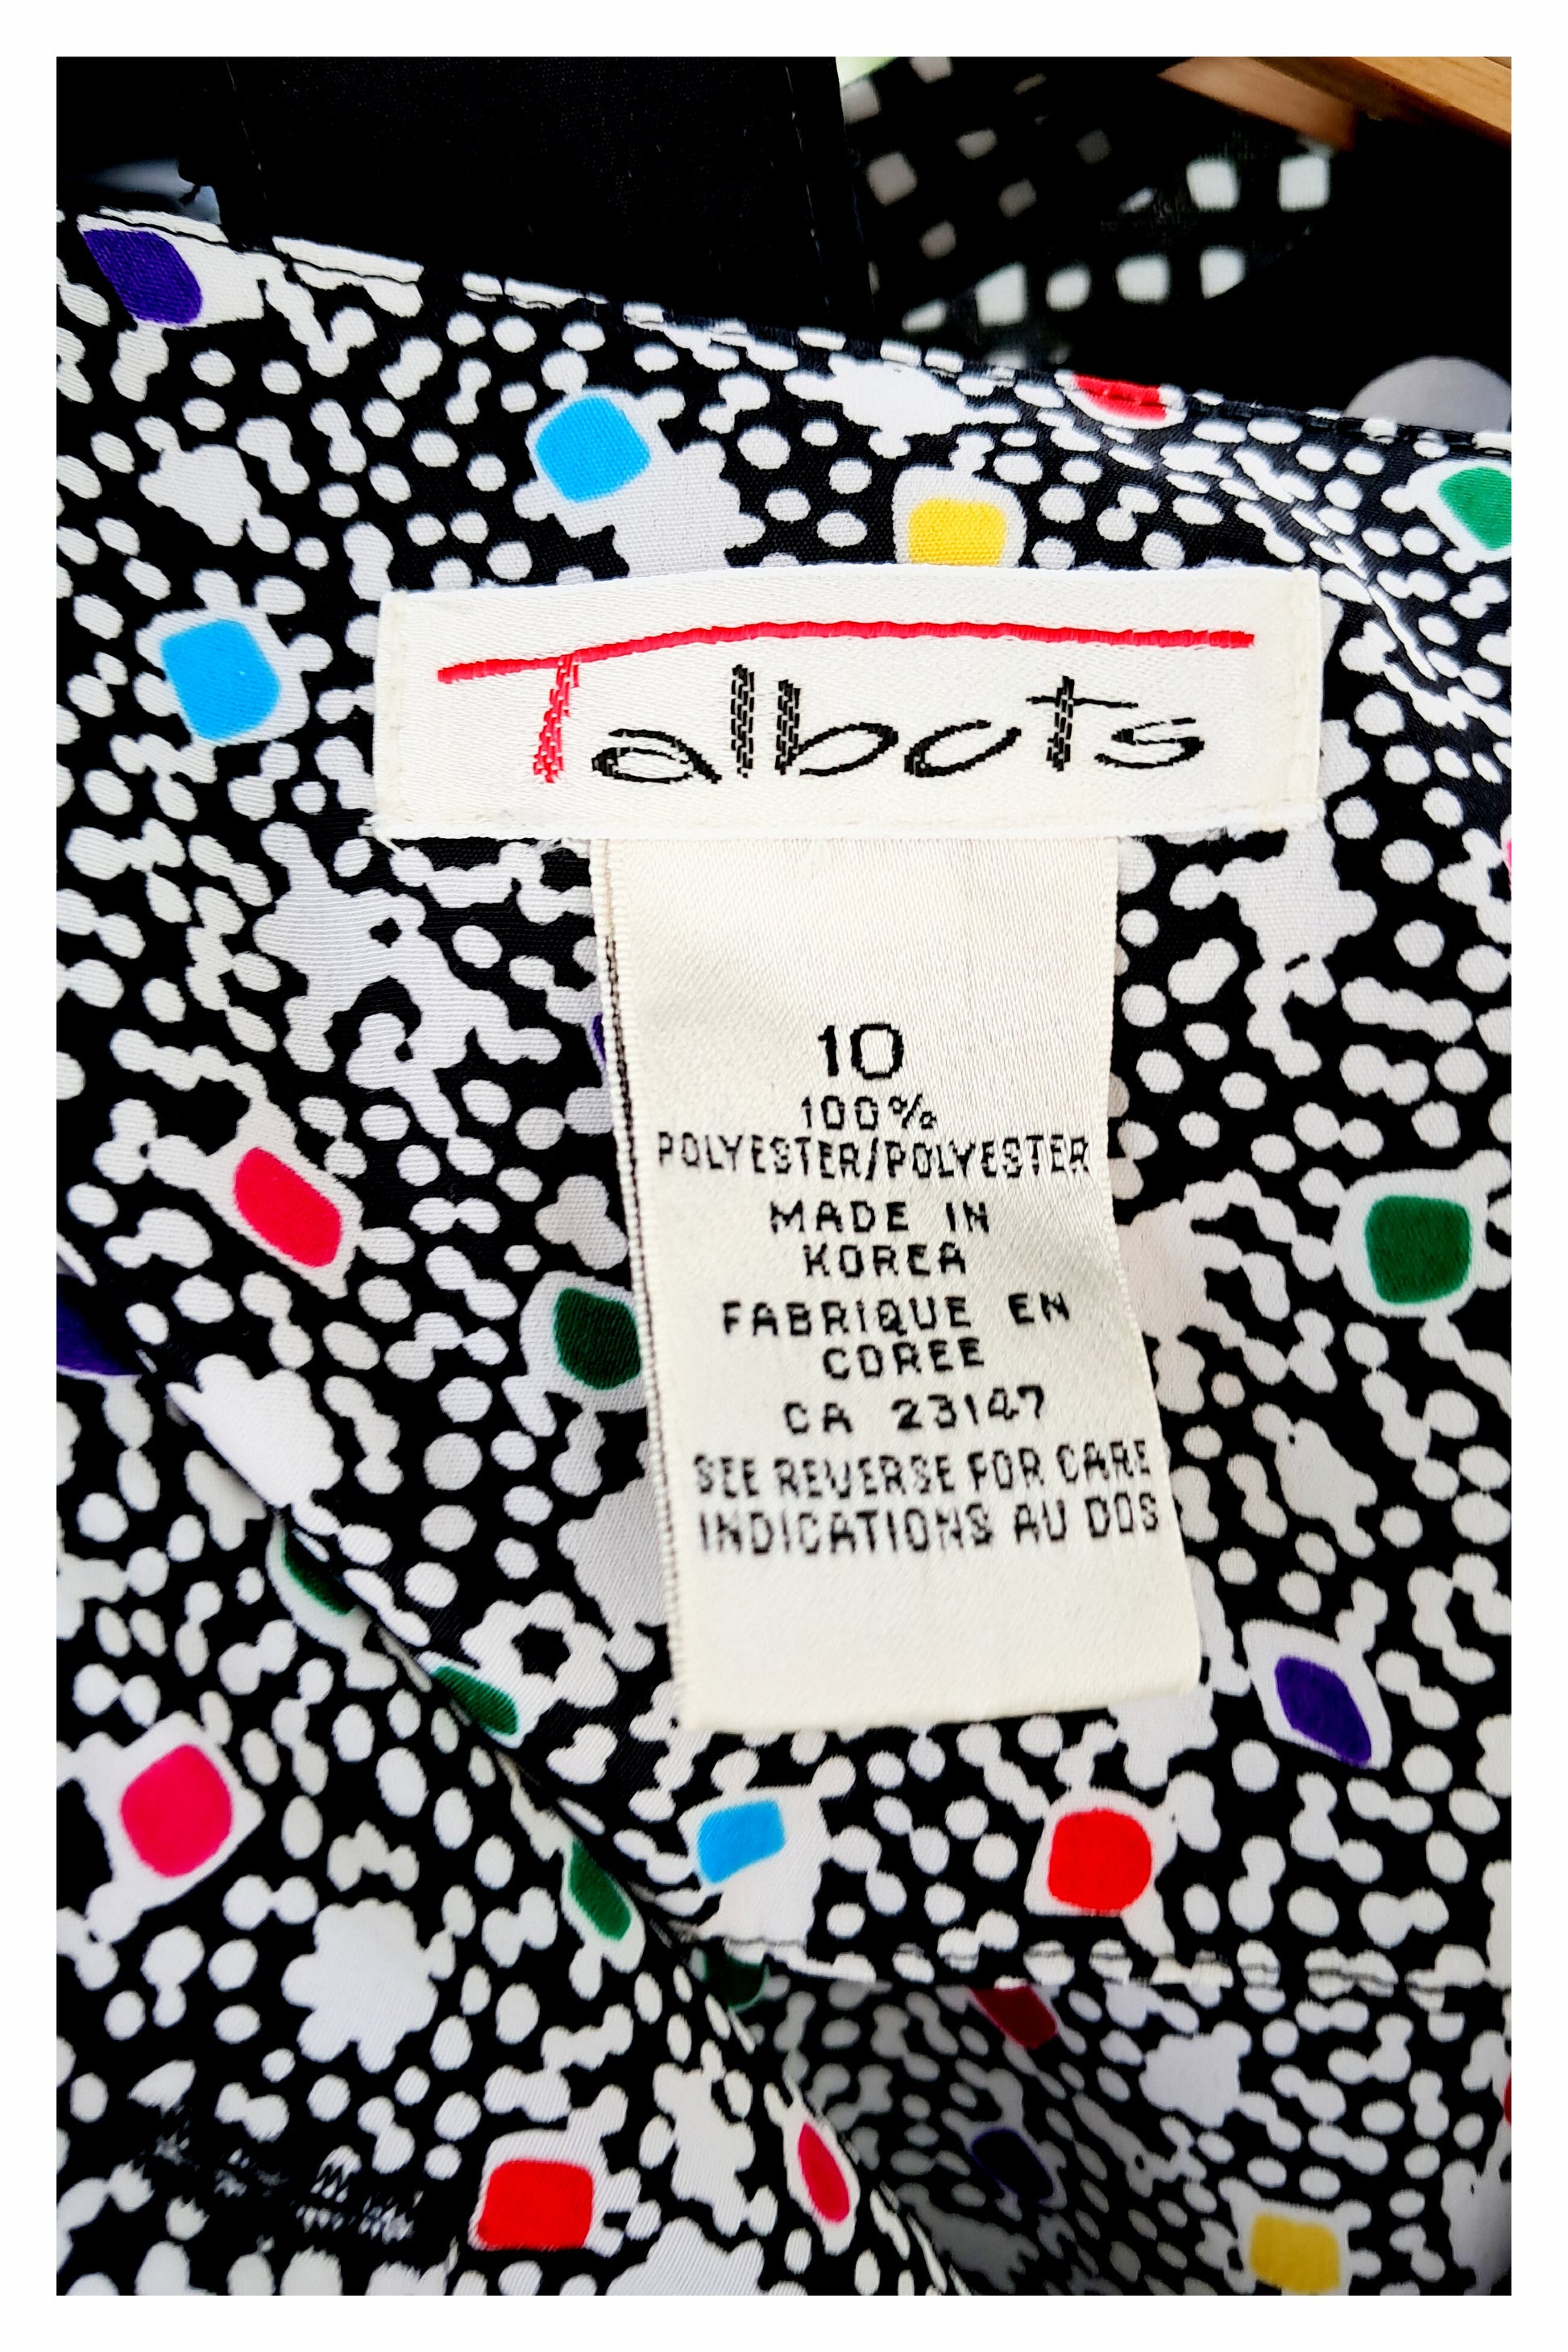 Talbots
10
100%
POLYESTER/POLYESTER
MADE IN
KOREA
FABRIQUE EN
COREE
CA 23147
SEE REVERSE FOR CARE
INDICATIONS AU DOS